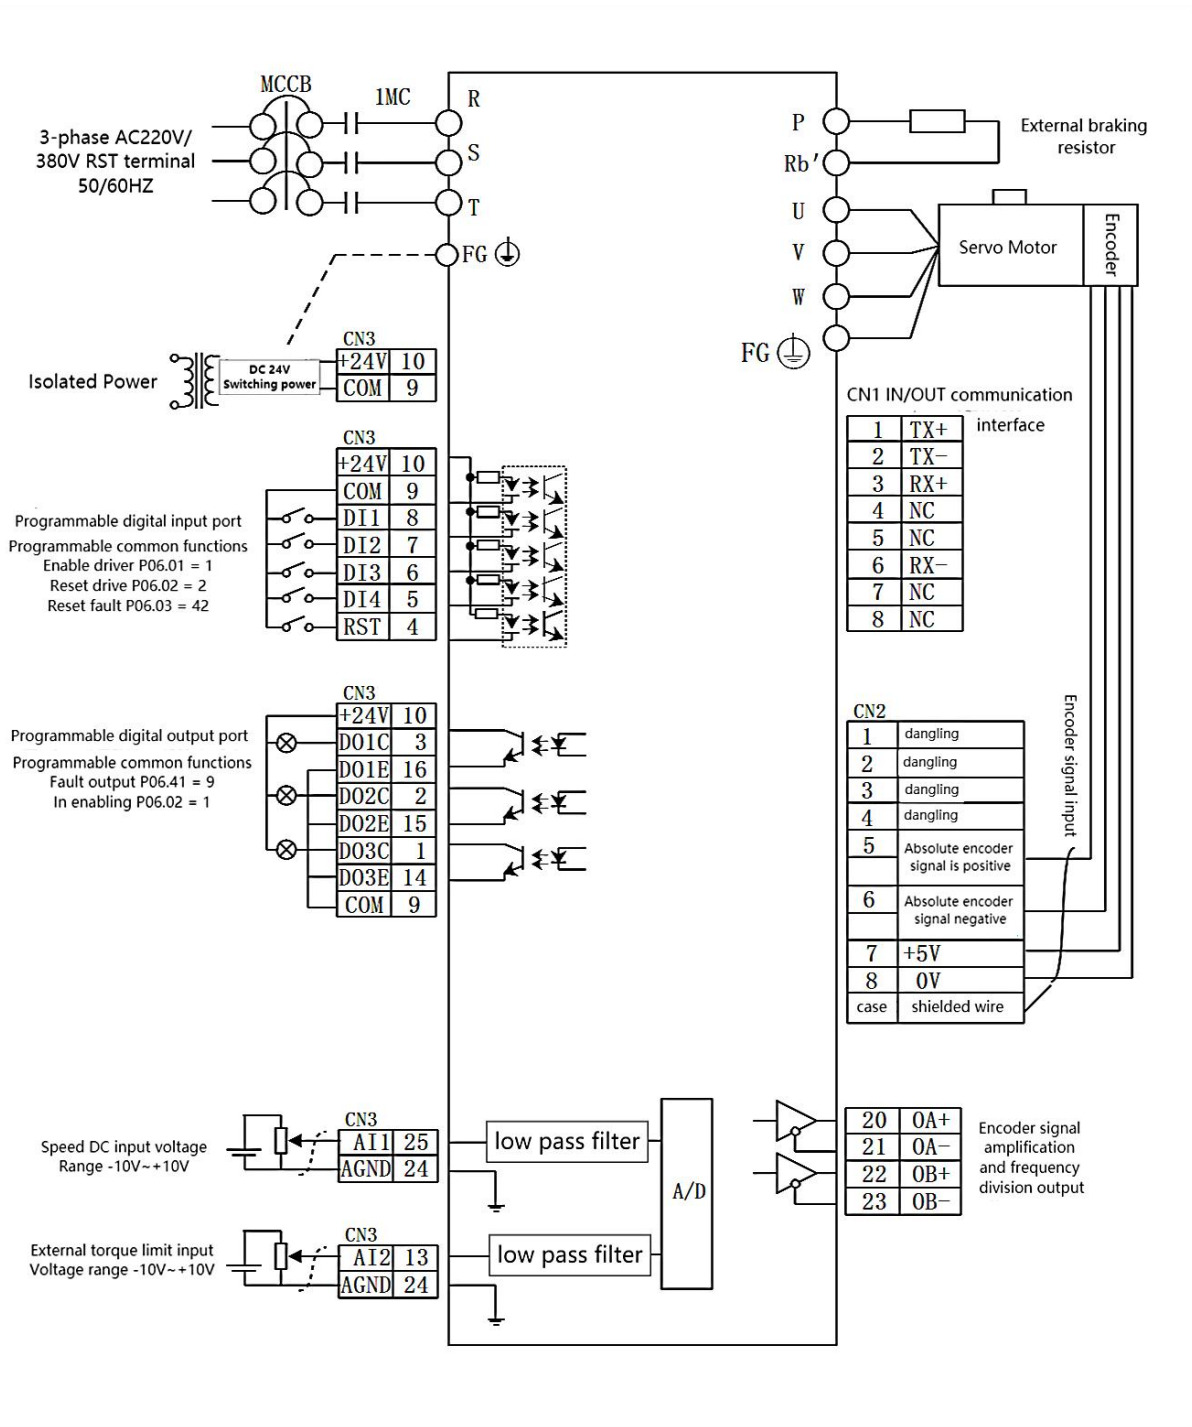 MCCB
1MC
3-phase AC220V/
380V RST terminal
50/60HZ
R
S
T
FG
P
Rb'
U
V
W
FG
External braking
resistor
Servo Motor
Encoder
Isolated Power
DC 24V
Switching power
CN3
+24V 10
COM 9
CN3
+24V 10
COM 9
DI1 8
DI2 7
DI3 6
DI4 5
RST 4
Programmable digital input port
Programmable common functions
Enable driver P06.01 = 1
Reset drive P06.02 = 2
Reset fault P06.03 = 42
CN1 IN/OUT communication
interface
1 TX+
2 TX-
3 RX+
4 NC
5 NC
6 RX-
7 NC
8 NC
CN3
+24V 10
DO1C 3
DO1E 16
DO2C 2
DO2E 15
DO3C 1
DO3E 14
COM 9
Programmable digital output port
Programmable common functions
Fault output P06.41 = 9
In enabling P06.02 = 1
CN2
1 dangling
2 dangling
3 dangling
4 dangling
5 Absolute encoder
signal is positive
6 Absolute encoder
signal negative
7 +5V
8 0V
case shielded wire
Encoder signal input
Speed DC input voltage
Range -10V~+10V
CN3
AI1 25
AGND 24
low pass filter
A/D
External torque limit input
Voltage range -10V~+10V
CN3
AI2 13
AGND 24
low pass filter
20 OA+
21 OA-
22 OB+
23 OB-
Encoder signal
amplification
and frequency
division output